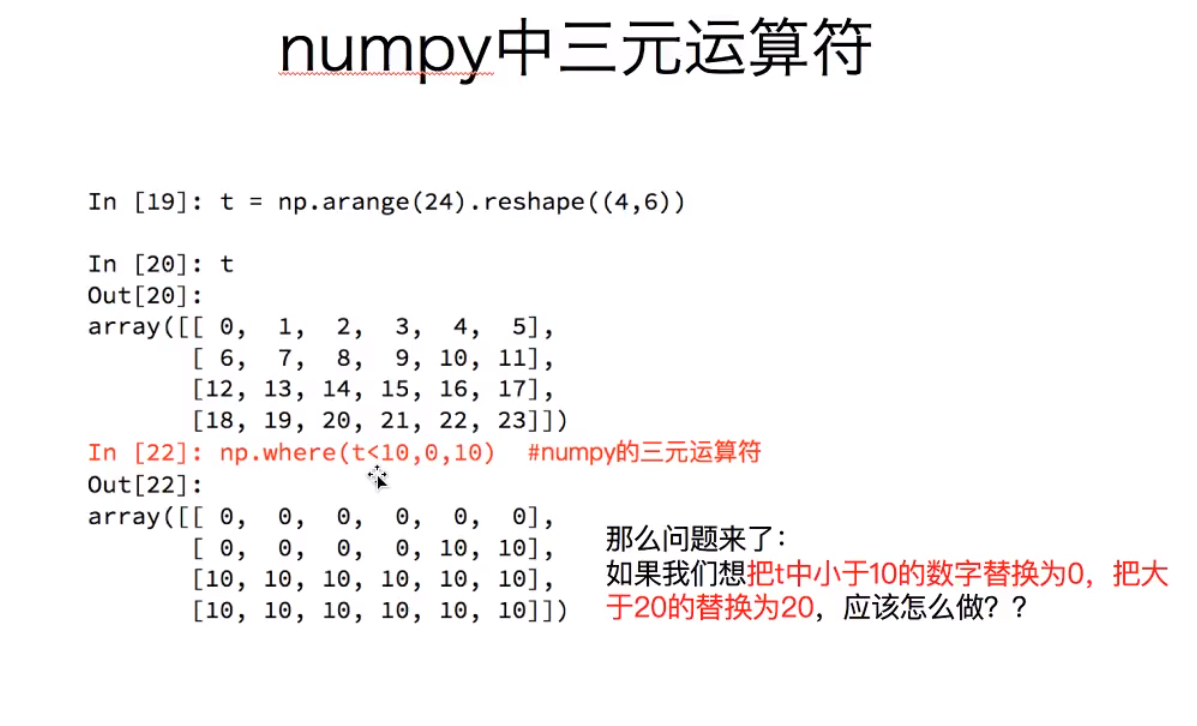 numpy中三元运算符
In [19]: t = np.arange(24).reshape((4,6))
In [20]: t
Out[20]:
array([[ 0,  1,  2,  3,  4,  5],
       [ 6,  7,  8,  9, 10, 11],
       [12, 13, 14, 15, 16, 17],
       [18, 19, 20, 21, 22, 23]])
In [22]: np.where(t<10,0,10)  #numpy的三元运算符
Out[22]:
array([[ 0,  0,  0,  0,  0,  0],
       [ 0,  0,  0,  0, 10, 10],
       [10, 10, 10, 10, 10, 10],
       [10, 10, 10, 10, 10, 10]])
那么问题来了：
如果我们想把t中小于10的数字替换为0，把大
于20的替换为20，应该怎么做？？